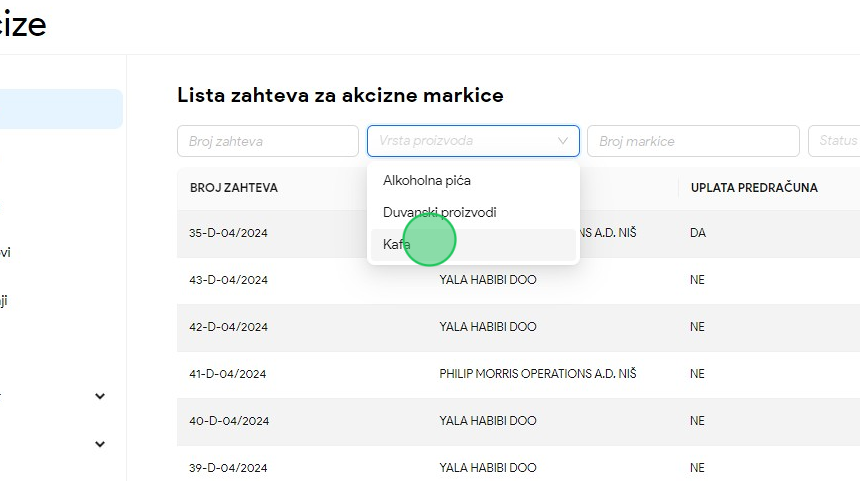 cize
Lista zahteva za akcizne markice
Broj zahteva Vrsta proizvoda Broj markice Status
Alkoholna pića
Duvanski proizvodi
Kafa
BROJ ZAHTEVA UPLATA PREDRAČUNA
35-D-04/2024 NS A.D. NIŠ DA
43-D-04/2024 YALA HABIBI DOO NE
42-D-04/2024 YALA HABIBI DOO NE
41-D-04/2024 PHILIP MORRIS OPERATIONS A.D. NIŠ NE
40-D-04/2024 YALA HABIBI DOO NE
39-D-04/2024 YALA HABIBI DOO NE
vi
ji